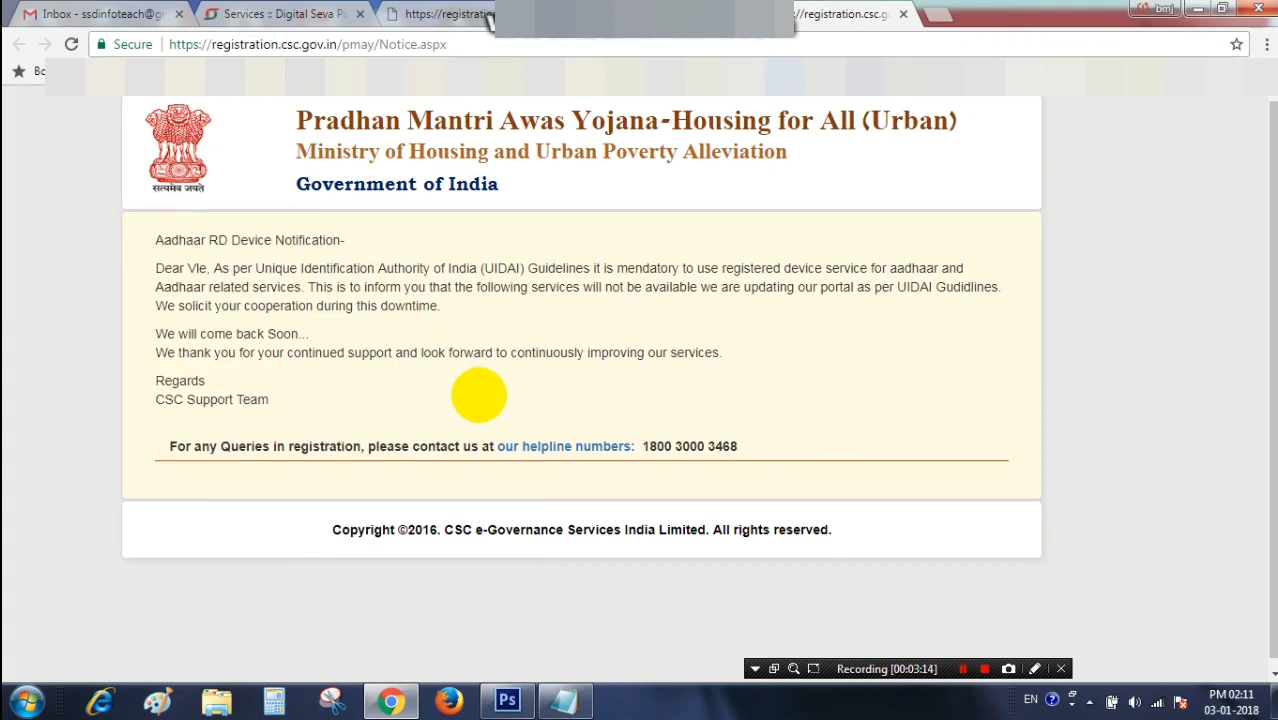 Inbox - ssdinfoteach@gm
Services :: Digital Seva Po
https://registration
/registration.csc.go
bmj
Secure
https://registration.csc.gov.in/pmay/Notice.aspx
सत्यमेव जयते
Pradhan Mantri Awas Yojana-Housing for All (Urban)
Ministry of Housing and Urban Poverty Alleviation
Government of India
Aadhaar RD Device Notification-
Dear Vle, As per Unique Identification Authority of India (UIDAI) Guidelines it is mendatory to use registered device service for aadhaar and
Aadhaar related services. This is to inform you that the following services will not be available we are updating our portal as per UIDAI Gudidlines.
We solicit your cooperation during this downtime.
We will come back Soon...
We thank you for your continued support and look forward to continuously improving our services.
Regards
CSC Support Team
For any Queries in registration, please contact us at our helpline numbers: 1800 3000 3468
Copyright ©2016. CSC e-Governance Services India Limited. All rights reserved.
Recording [00:03:14]
Ps
EN
PM 02:11
03-01-2018